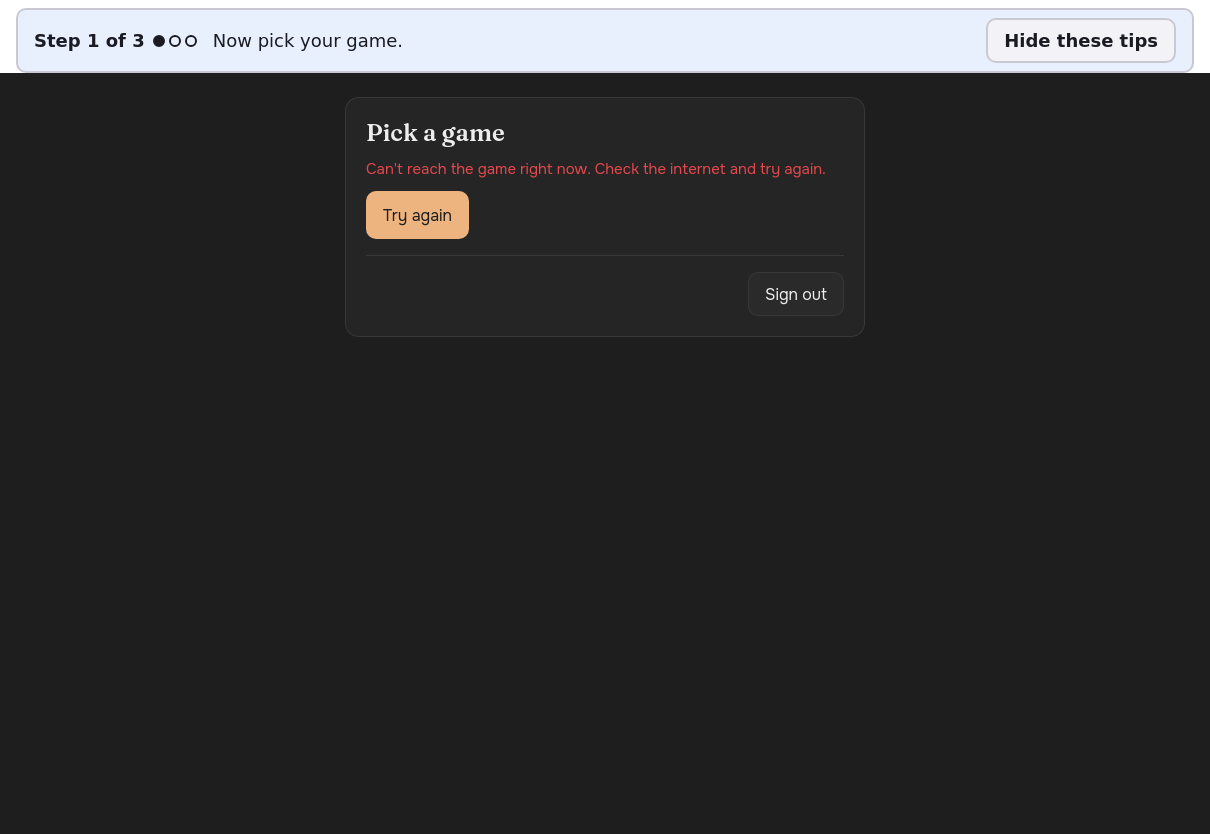 Step 1 of 3 Now pick your game.
Hide these tips
Pick a game
Can't reach the game right now. Check the internet and try again.
Try again
Sign out